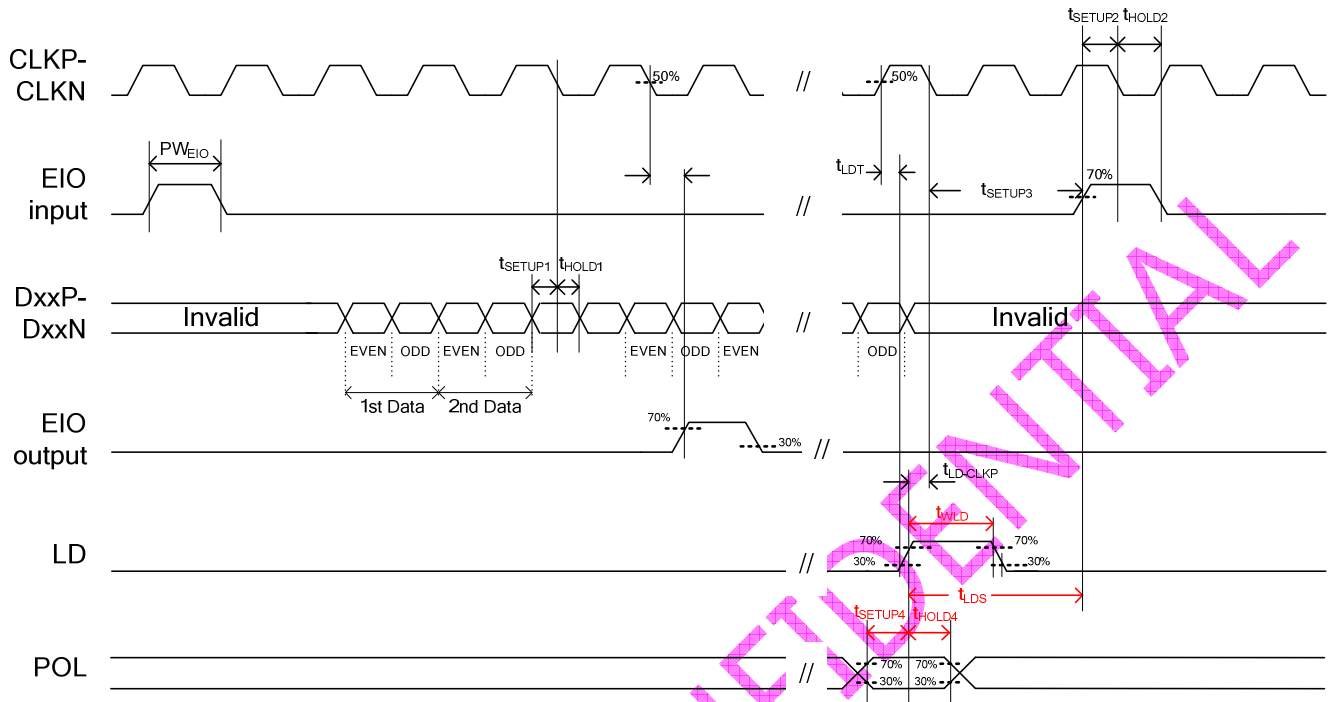 tSETUP2 tHOLD2
CLKP-
CLKN
50%
//
50%
PWEIO
EIO
input
tLDT
70%
tSETUP3
//
tSETUP1 tHOLD1
DxxP-
DxxN
Invalid
//
Invalid
EVEN ODD EVEN ODD EVEN ODD EVEN ODD
1st Data 2nd Data
EIO
output
70%
30%
//
tLD-CLKP
tWLD
LD
70% 70%
30% 30%
//
tLDS
tSETUP4 tHOLD4
POL
//
70% 70%
30% 30%